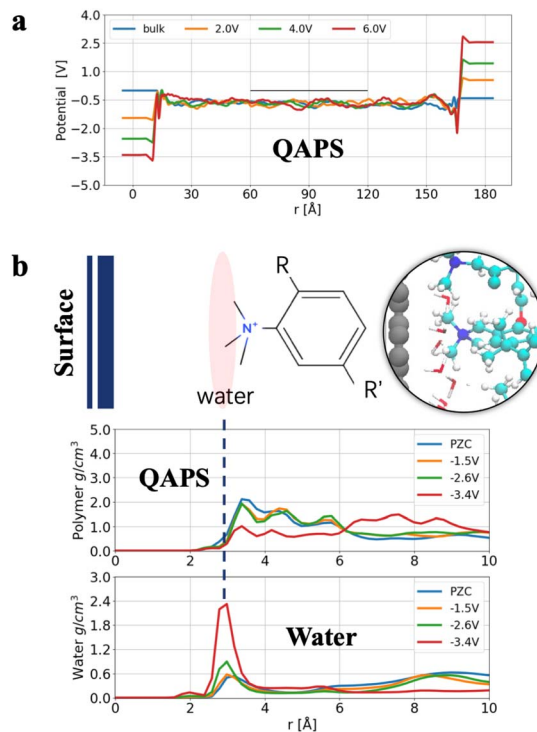 a
bulk 2.0V 4.0V 6.0V
4.0
2.5
1.0
−0.5
−2.0
−3.5
−5.0
Potential [V]
QAPS
0 30 60 90 120 150 180
r [Å]
b
Surface
R
N+
R'
water
5.0
4.0
3.0
2.0
1.0
0.0
Polymer g/cm³
QAPS
PZC
-1.5V
-2.6V
-3.4V
0 2 4 6 8 10
3.0
2.4
1.8
1.2
0.6
0.0
Water g/cm³
Water
PZC
-1.5V
-2.6V
-3.4V
0 2 4 6 8 10
r [Å]